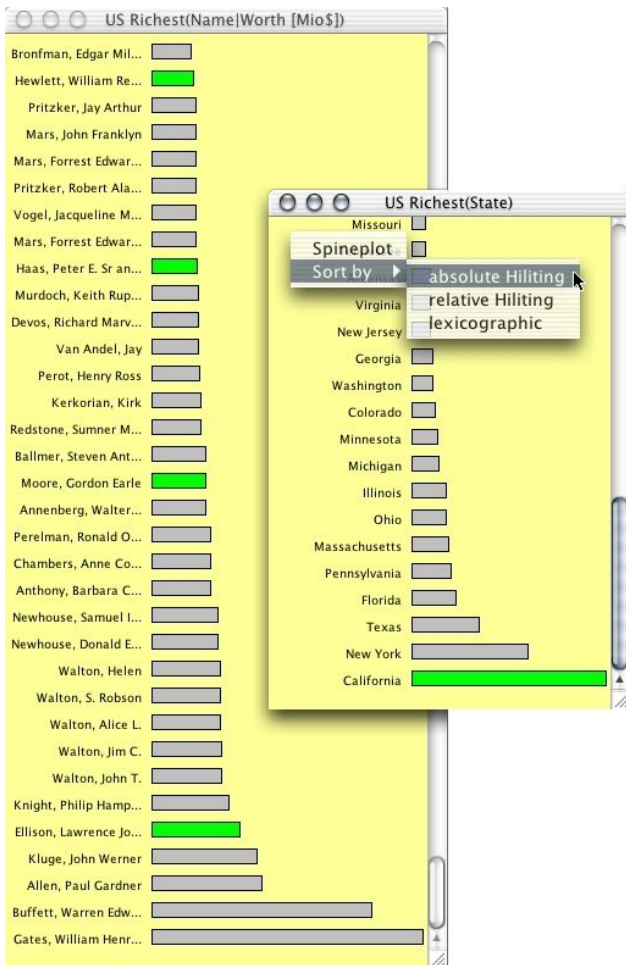 US Richest(Name|Worth [Mio$])
Bronfman, Edgar Mil...
Hewlett, William Re...
Pritzker, Jay Arthur
Mars, John Franklyn
Mars, Forrest Edwar...
Pritzker, Robert Ala...
Vogel, Jacqueline M...
Mars, Forrest Edwar...
Haas, Peter E. Sr an...
Murdoch, Keith Rup...
Devos, Richard Marv...
Van Andel, Jay
Perot, Henry Ross
Kerkorian, Kirk
Redstone, Sumner M...
Ballmer, Steven Ant...
Moore, Gordon Earle
Annenberg, Walter...
Perelman, Ronald O...
Chambers, Anne Co...
Anthony, Barbara C...
Newhouse, Samuel I...
Newhouse, Donald E...
Walton, Helen
Walton, S. Robson
Walton, Alice L.
Walton, Jim C.
Walton, John T.
Knight, Philip Hamp...
Ellison, Lawrence Jo...
Kluge, John Werner
Allen, Paul Gardner
Buffett, Warren Edw...
Gates, William Henr...
US Richest(State)
Missouri
Spineplot
Sort by
absolute Hiliting
relative Hiliting
lexicographic
Virginia
New Jersey
Georgia
Washington
Colorado
Minnesota
Michigan
Illinois
Ohio
Massachusetts
Pennsylvania
Florida
Texas
New York
California